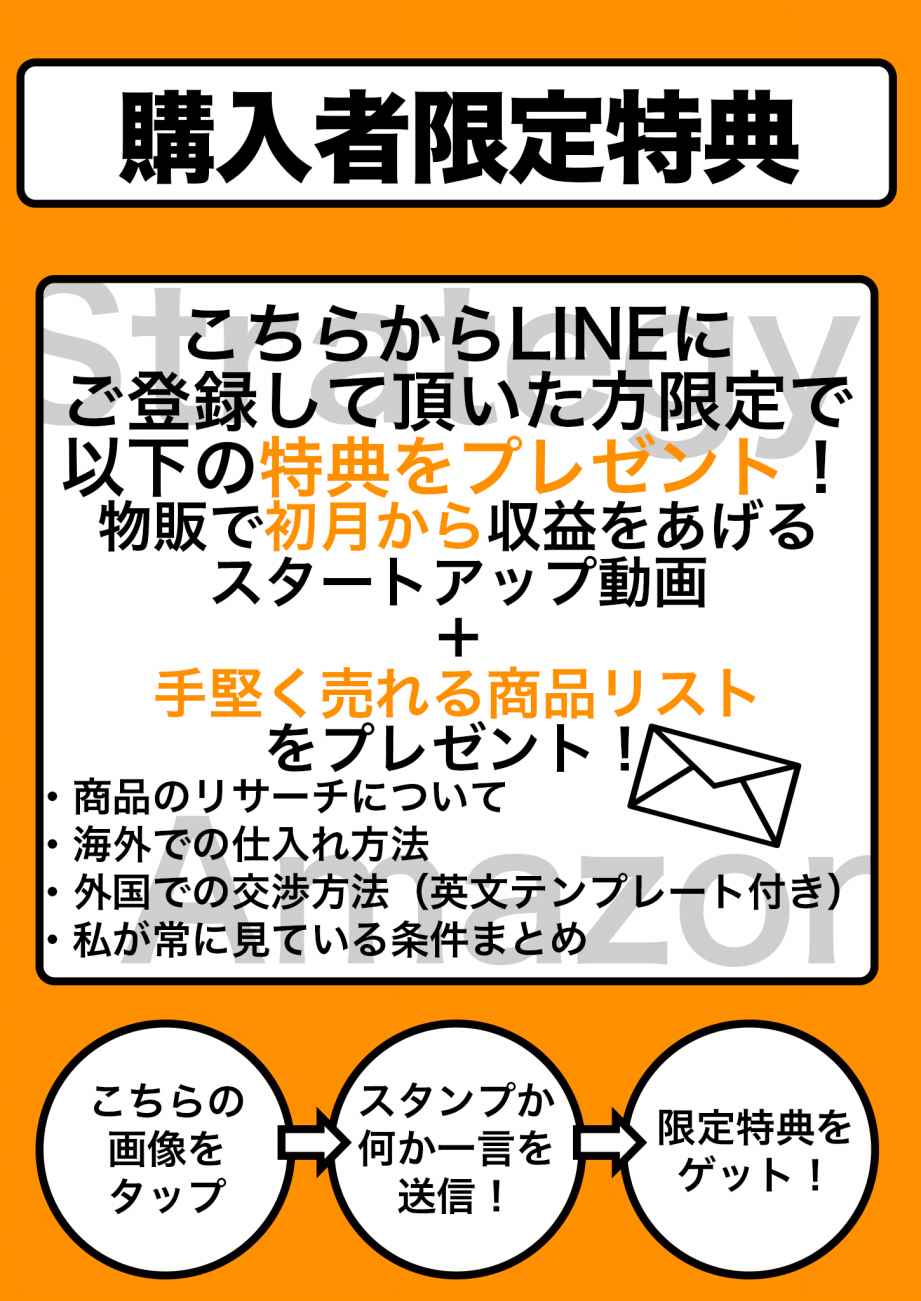 購入者限定特典
Strategy
こちらからLINEに
ご登録して頂いた方限定で
以下の特典をプレゼント！
物販で初月から収益をあげる
スタートアップ動画
＋
手堅く売れる商品リスト
をプレゼント！
・商品のリサーチについて
・海外での仕入れ方法
・外国での交渉方法（英文テンプレート付き）
・私が常に見ている条件まとめ
Amazon
こちらの
画像を
タップ
スタンプか
何か一言を
送信！
限定特典を
ゲット！